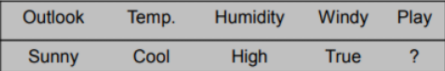 Outlook Temp. Humidity Windy Play
Sunny Cool High True ?